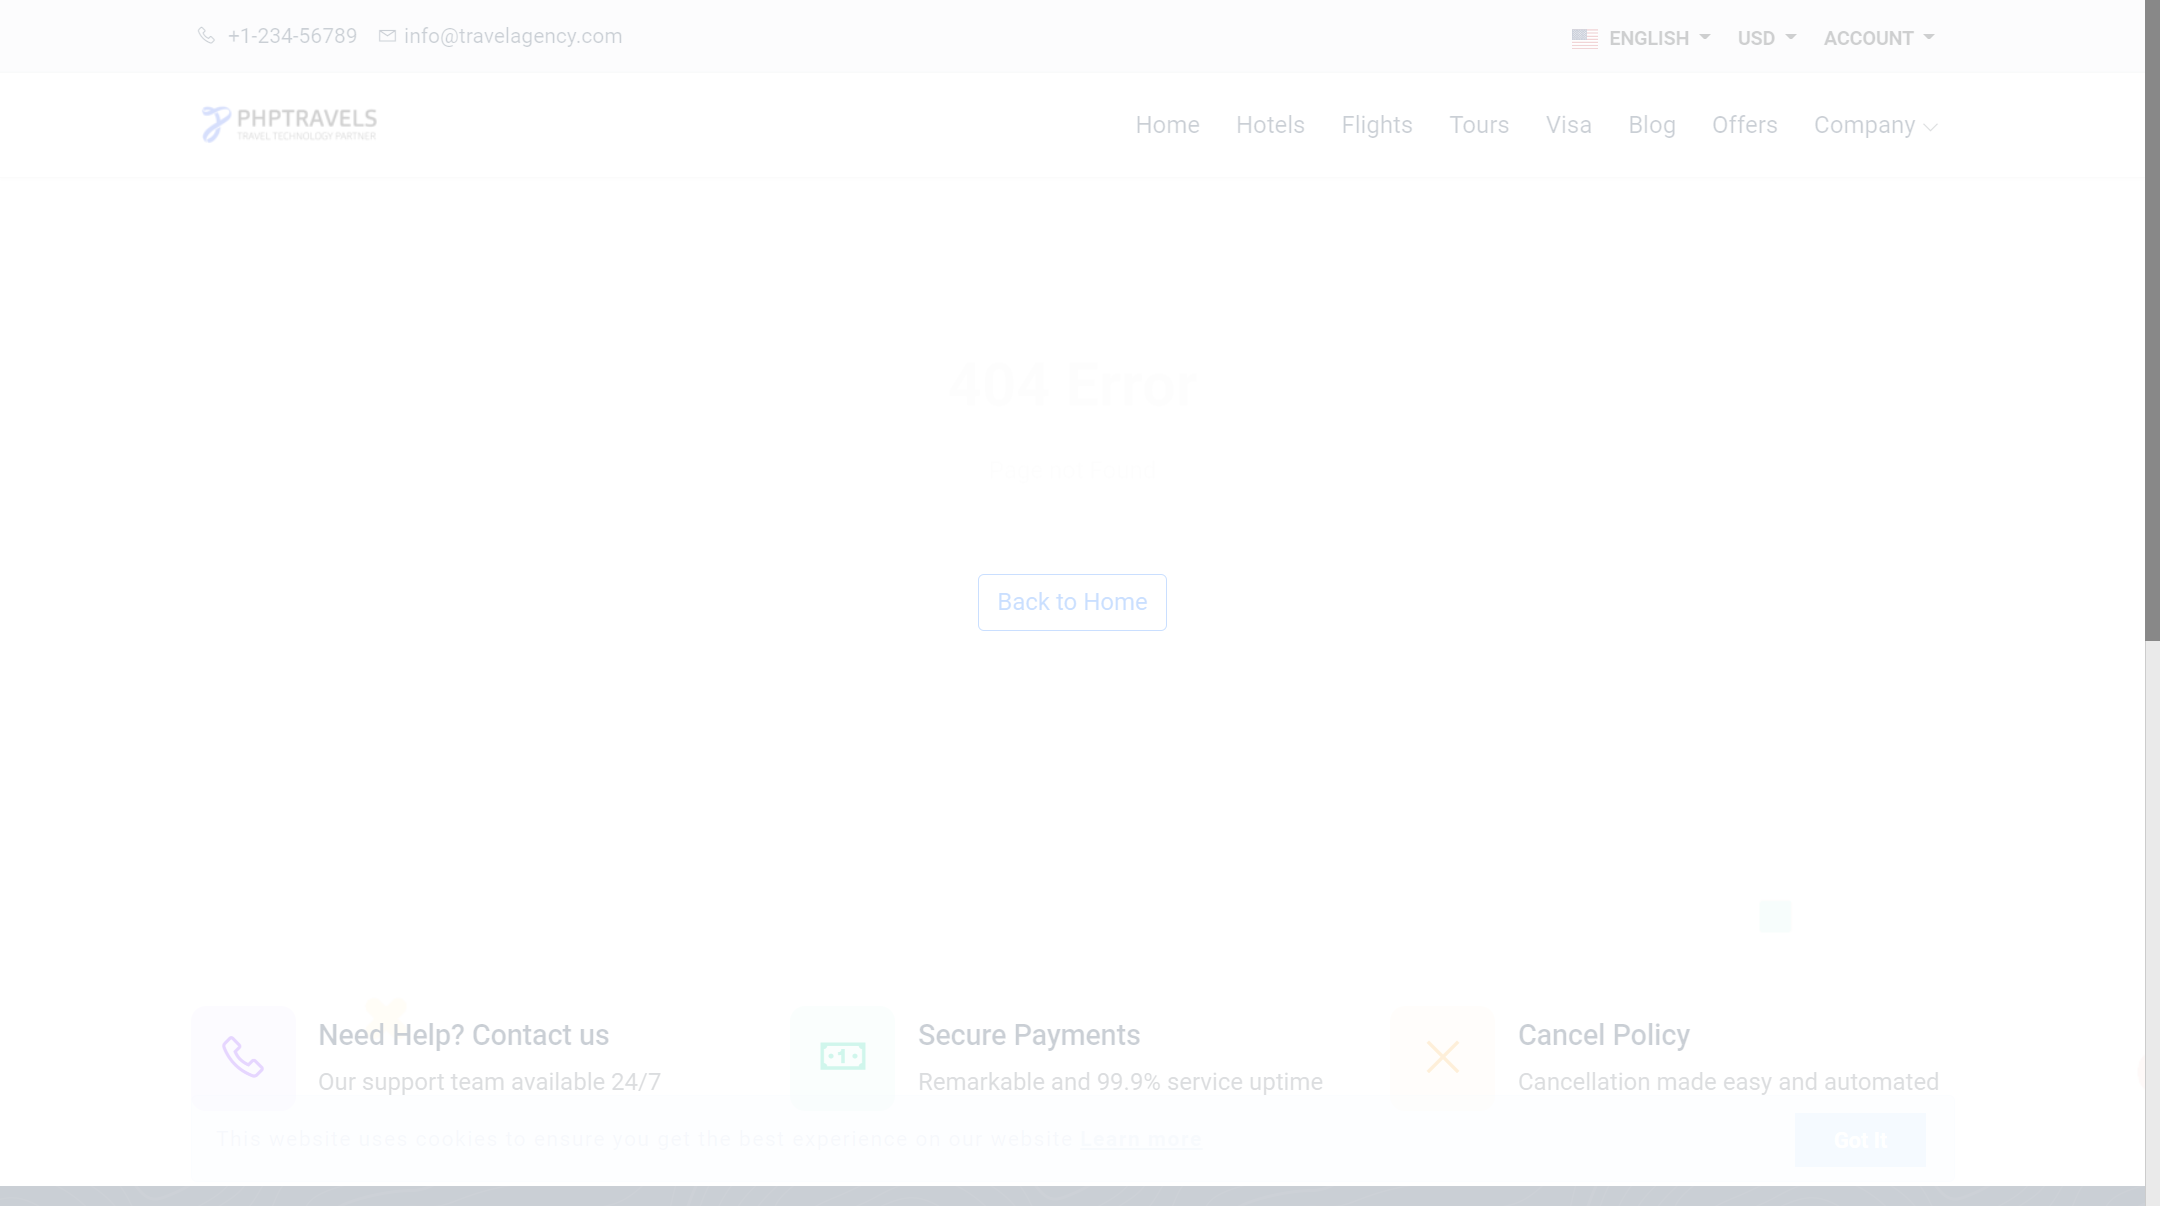 +1-234-56789
info@travelagency.com
ENGLISH
USD
ACCOUNT
PHPTRAVELS
TRAVEL TECHNOLOGY PARTNER
Home
Hotels
Flights
Tours
Visa
Blog
Offers
Company
404 Error
Back to Home
Need Help? Contact us
Our support team available 24/7
Secure Payments
Remarkable and 99.9% service uptime
Cancel Policy
Cancellation made easy and automated
This website uses cookies to ensure you get the best experience on our website Learn more
Got It